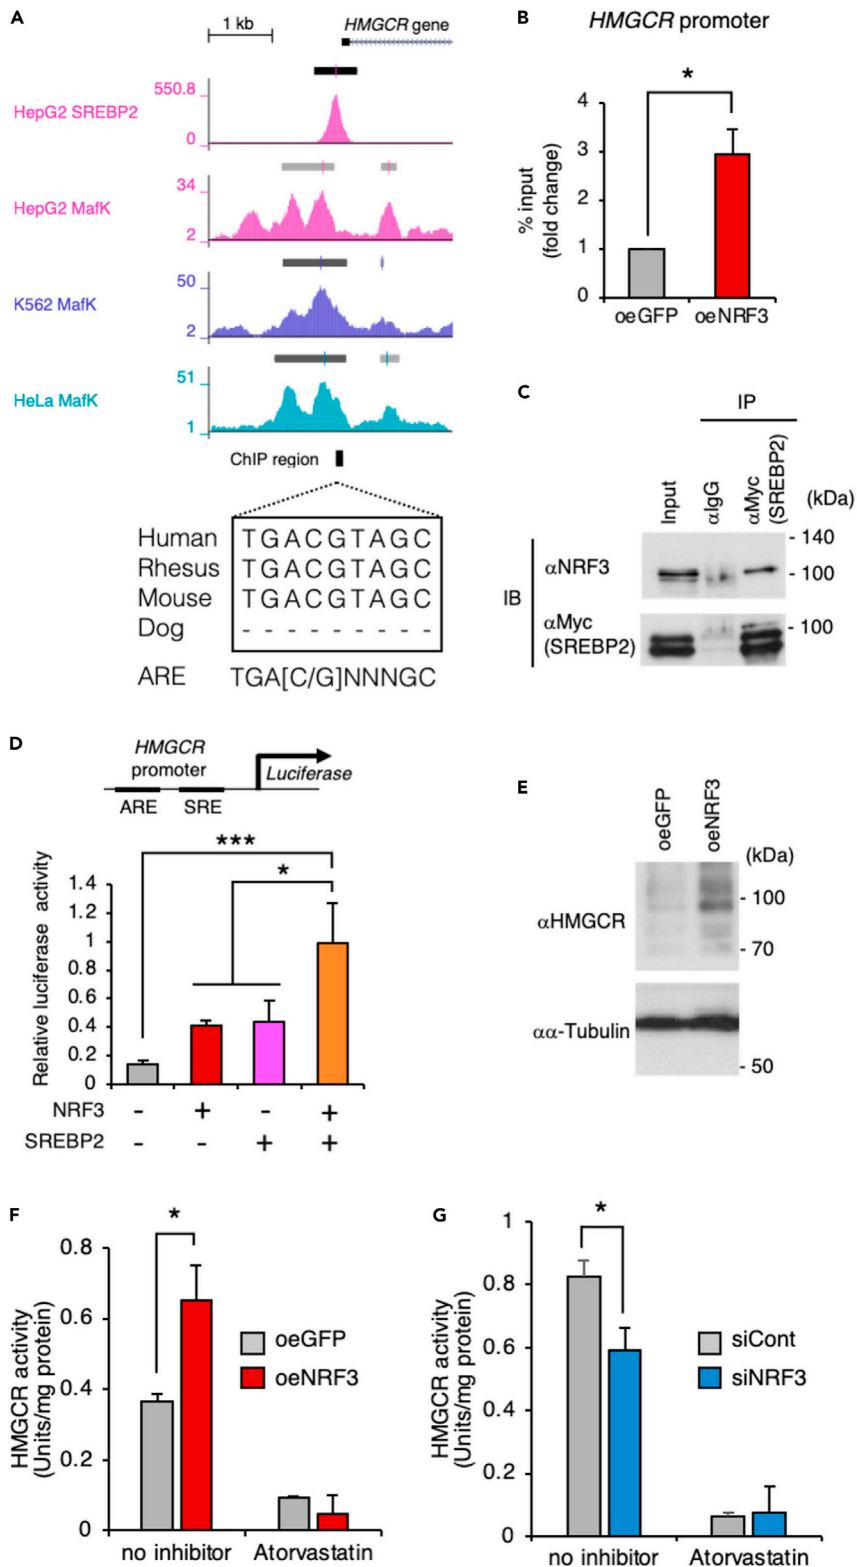 A
1 kb
HMGCR gene
550.8
HepG2 SREBP2
0
34
HepG2 MafK
2
50
K562 MafK
2
51
HeLa MafK
1
ChIP region
Human TGACGTAGC
Rhesus TGACGTAGC
Mouse TGACGTAGC
Dog - - - - - - - - -
ARE TGA[C/G]NNNGC
B
HMGCR promoter
*
% input
(fold change)
4
3
2
1
0
oeGFP oeNRF3
C
IP
Input
αIgG
αMyc
(SREBP2)
(kDa)
- 140
- 100
- 100
IB
αNRF3
αMyc
(SREBP2)
D
HMGCR
promoter
Luciferase
ARE SRE
***
*
Relative luciferase activity
1.4
1.2
1
0.8
0.6
0.4
0.2
0
NRF3 - + - +
SREBP2 - - + +
E
oeGFP
oeNRF3
(kDa)
αHMGCR
- 100
- 70
αα-Tubulin
- 50
F
*
HMGCR activity
(Units/mg protein)
0.8
0.6
0.4
0.2
0
oeGFP
oeNRF3
no inhibitor Atorvastatin
G
*
HMGCR activity
(Units/mg protein)
1
0.8
0.6
0.4
0.2
0
siCont
siNRF3
no inhibitor Atorvastatin